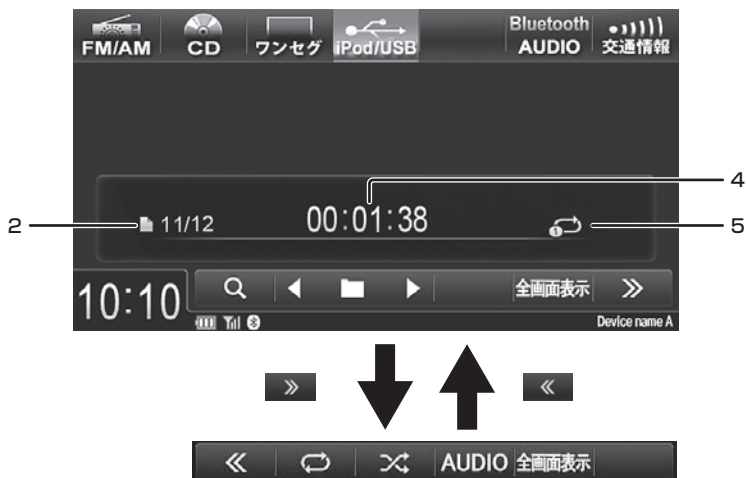 FM/AM CD ワンセグ iPod/USB Bluetooth AUDIO 交通情報
4
2 11/12 00:01:38 1 5
10:10 全画面表示
Device name A
AUDIO 全画面表示